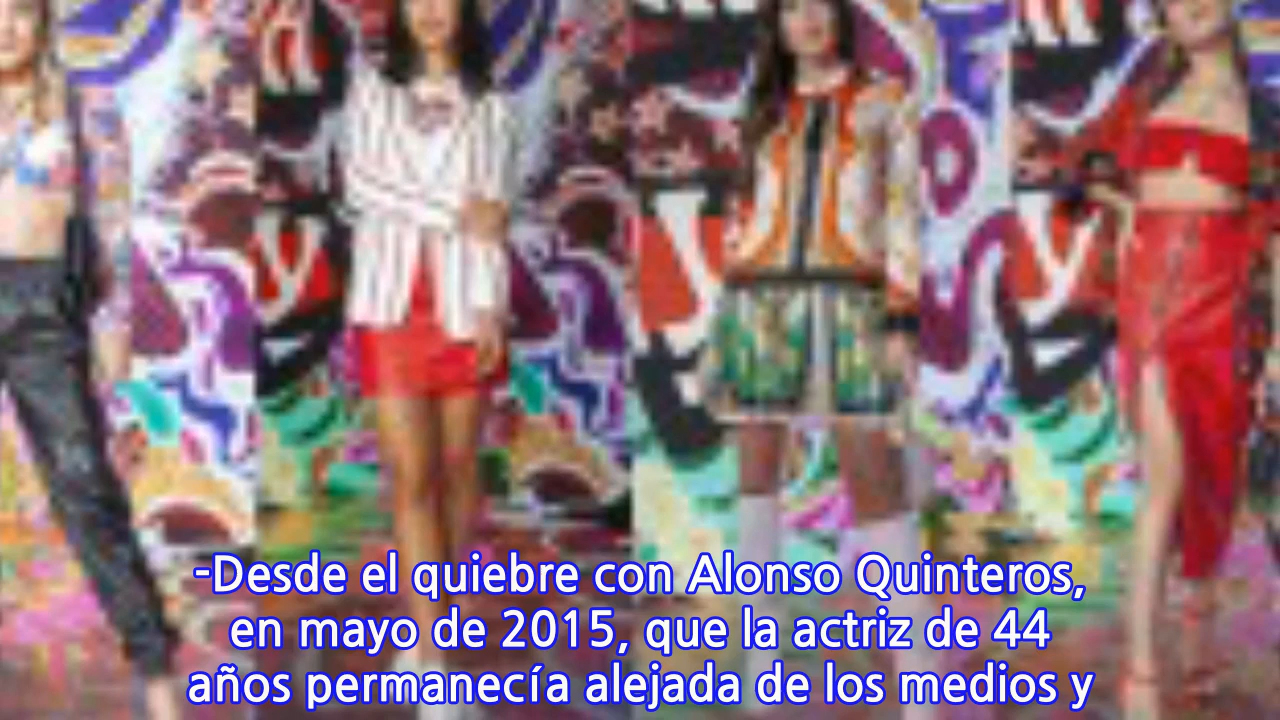 -Desde el quiebre con Alonso Quinteros,
en mayo de 2015, que la actriz de 44
años permanecía alejada de los medios y